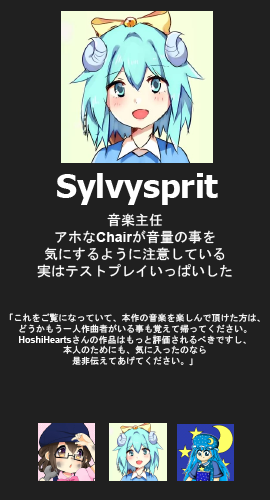 Sylvysprit
音楽主任
アホなChairが音量の事を
気にするように注意している
実はテストプレイいっぱいした
「これをご覧になっていて、本作の音楽を楽しんで頂けた方は、
どうかもう一人作曲者がいる事も覚えて帰ってください。
HoshiHeartsさんの作品はもっと評価されるべきですし、
本人のためにも、気に入ったのなら
是非伝えてあげてください。」